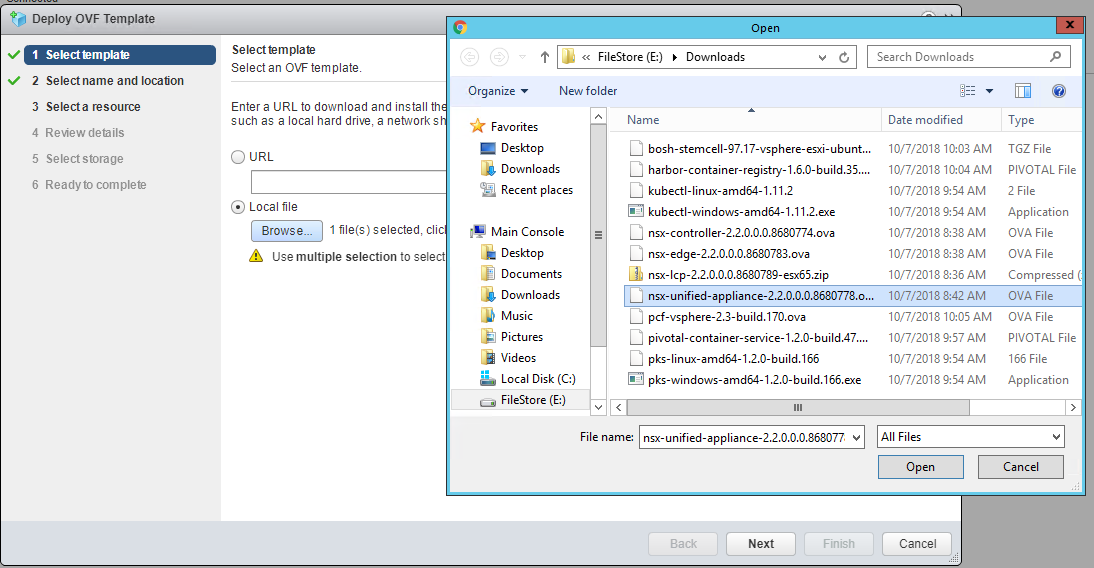 Connected
Deploy OVF Template
1 Select template
2 Select name and location
3 Select a resource
4 Review details
5 Select storage
6 Ready to complete
Select template
Select an OVF template.
Enter a URL to download and install the
such as a local hard drive, a network sh
URL
Local file
Browse...
1 file(s) selected, clic
Use multiple selection to select
Back
Next
Finish
Cancel
Open
x
« FileStore (E:) ▸ Downloads
Search Downloads
Organize
New folder
Favorites
Desktop
Downloads
Recent places
Main Console
Desktop
Documents
Downloads
Music
Pictures
Videos
Local Disk (C:)
FileStore (E:)
Name Date modified Type
bosh-stemcell-97.17-vsphere-esxi-ubunt... 10/7/2018 10:03 AM TGZ File
harbor-container-registry-1.6.0-build.35.... 10/7/2018 10:04 AM PIVOTAL File
kubectl-linux-amd64-1.11.2 10/7/2018 9:54 AM 2 File
kubectl-windows-amd64-1.11.2.exe 10/7/2018 9:54 AM Application
nsx-controller-2.2.0.0.0.8680774.ova 10/7/2018 8:38 AM OVA File
nsx-edge-2.2.0.0.0.8680783.ova 10/7/2018 8:38 AM OVA File
nsx-lcp-2.2.0.0.0.8680789-esx65.zip 10/7/2018 8:36 AM Compressed (
nsx-unified-appliance-2.2.0.0.0.8680778.o... 10/7/2018 8:42 AM OVA File
pcf-vsphere-2.3-build.170.ova 10/7/2018 10:05 AM OVA File
pivotal-container-service-1.2.0-build.47.... 10/7/2018 9:57 AM PIVOTAL File
pks-linux-amd64-1.2.0-build.166 10/7/2018 9:54 AM 166 File
pks-windows-amd64-1.2.0-build.166.exe 10/7/2018 9:54 AM Application
File name: nsx-unified-appliance-2.2.0.0.0.868077
All Files
Open
Cancel